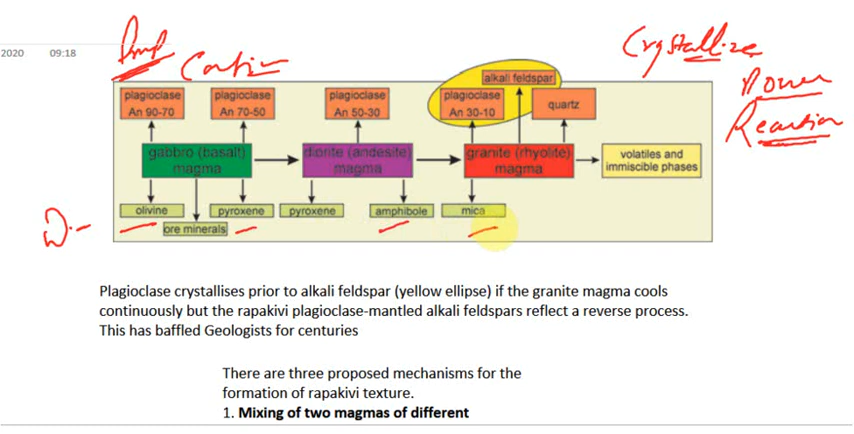 Crystallize
2020 09:18
Power
Reaction
alkali feldspar
plagioclase
An 90-70
plagioclase
An 70-50
plagioclase
An 50-30
plagioclase
An 30-10
quartz
gabbro (basalt)
magma
diorite (andesite)
magma
granite (rhyolite)
magma
volatiles and
immiscible phases
olivine
pyroxene
pyroxene
amphibole
mica
ore minerals
Plagioclase crystallises prior to alkali feldspar (yellow ellipse) if the granite magma cools
continuously but the rapakivi plagioclase-mantled alkali feldspars reflect a reverse process.
This has baffled Geologists for centuries
There are three proposed mechanisms for the
formation of rapakivi texture.
1. Mixing of two magmas of different